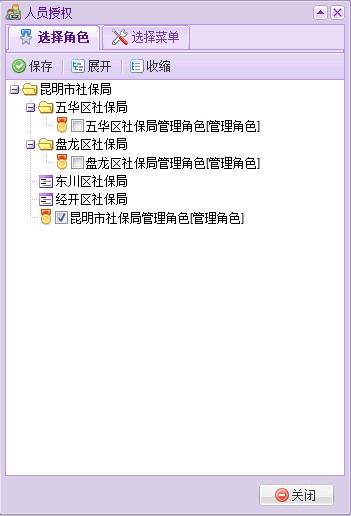 人员授权
选择角色 选择菜单
保存 展开 收缩
昆明市社保局
五华区社保局
五华区社保局管理角色[管理角色]
盘龙区社保局
盘龙区社保局管理角色[管理角色]
东川区社保局
经开区社保局
昆明市社保局管理角色[管理角色]
关闭